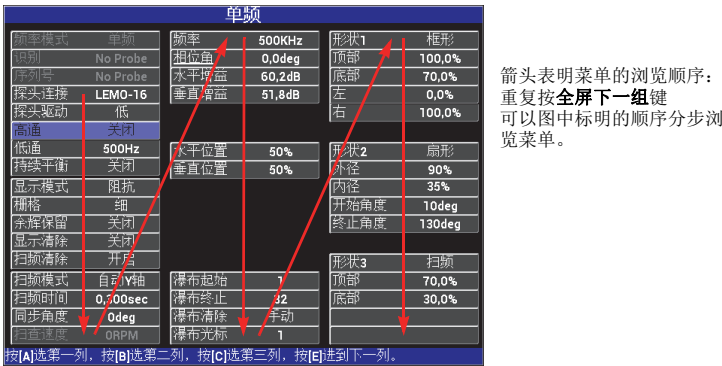 单频
频率模式 单频
识别 No Probe
序列号 No Probe
探头连接 LEMO-16
探头驱动 低
高通 关闭
低通 500Hz
持续平衡 关闭
显示模式 阻抗
栅格 细
余辉保留 关闭
显示清除 关闭
扫频清除 开启
扫频模式 自动Y轴
扫频时间 0,300sec
同步角度 0deg
扫直速度 0RPM
频率 500KHz
相位角 0,0deg
水平增益 60,2dB
垂直增益 51,8dB
水平位置 50%
垂直位置 50%
瀑布起始 1
瀑布终止 32
瀑布清除 手动
瀑布光标 1
形状1 框形
顶部 100,0%
底部 70,0%
左 0,0%
右 100,0%
形状2 扇形
外径 90%
内径 35%
开始角度 10deg
终止角度 130deg
形状3 扫频
顶部 70,0%
底部 30,0%
按[A]选第一列，按[B]选第二列，按[C]选第三列，按[E]进到下一列。
箭头表明菜单的浏览顺序：
重复按全屏下一组键
可以图中标明的顺序分步浏
览菜单。